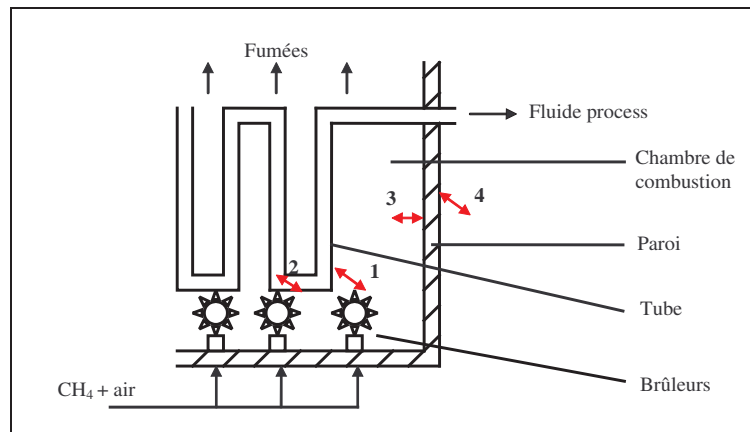 Fumées
Fluide process
Chambre de
combustion
3
4
Paroi
2
1
Tube
Brûleurs
CH₄ + air